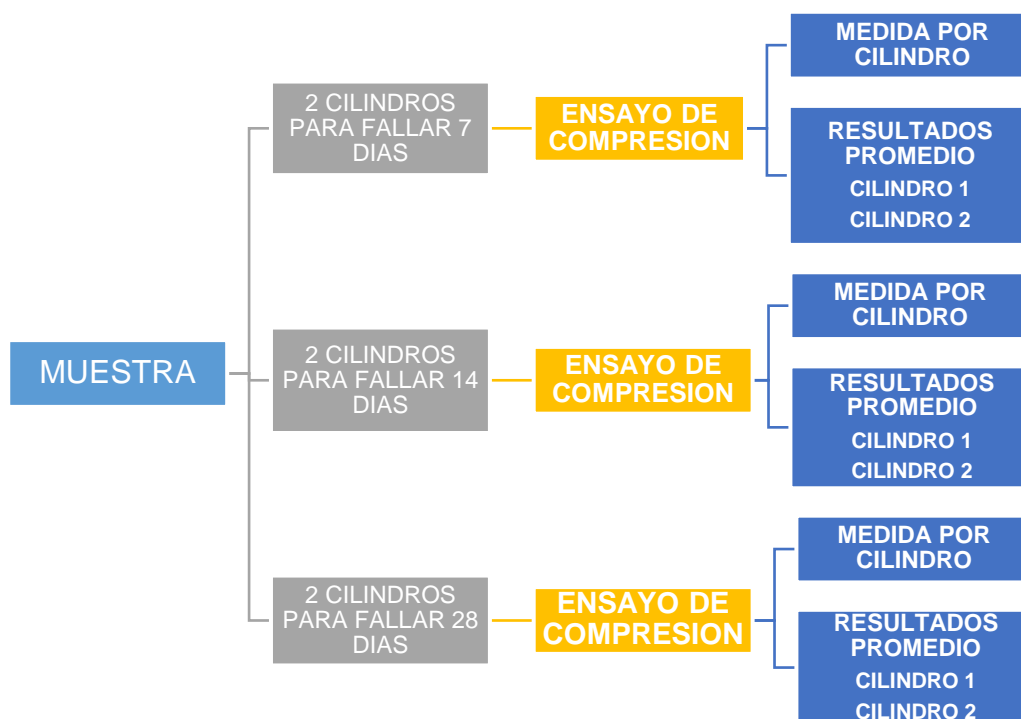 MUESTRA
2 CILINDROS
PARA FALLAR 7
DIAS
ENSAYO DE
COMPRESION
MEDIDA POR
CILINDRO
RESULTADOS
PROMEDIO
CILINDRO 1
CILINDRO 2
2 CILINDROS
PARA FALLAR 14
DIAS
ENSAYO DE
COMPRESION
MEDIDA POR
CILINDRO
RESULTADOS
PROMEDIO
CILINDRO 1
CILINDRO 2
2 CILINDROS
PARA FALLAR 28
DIAS
ENSAYO DE
COMPRESION
MEDIDA POR
CILINDRO
RESULTADOS
PROMEDIO
CILINDRO 1
CILINDRO 2